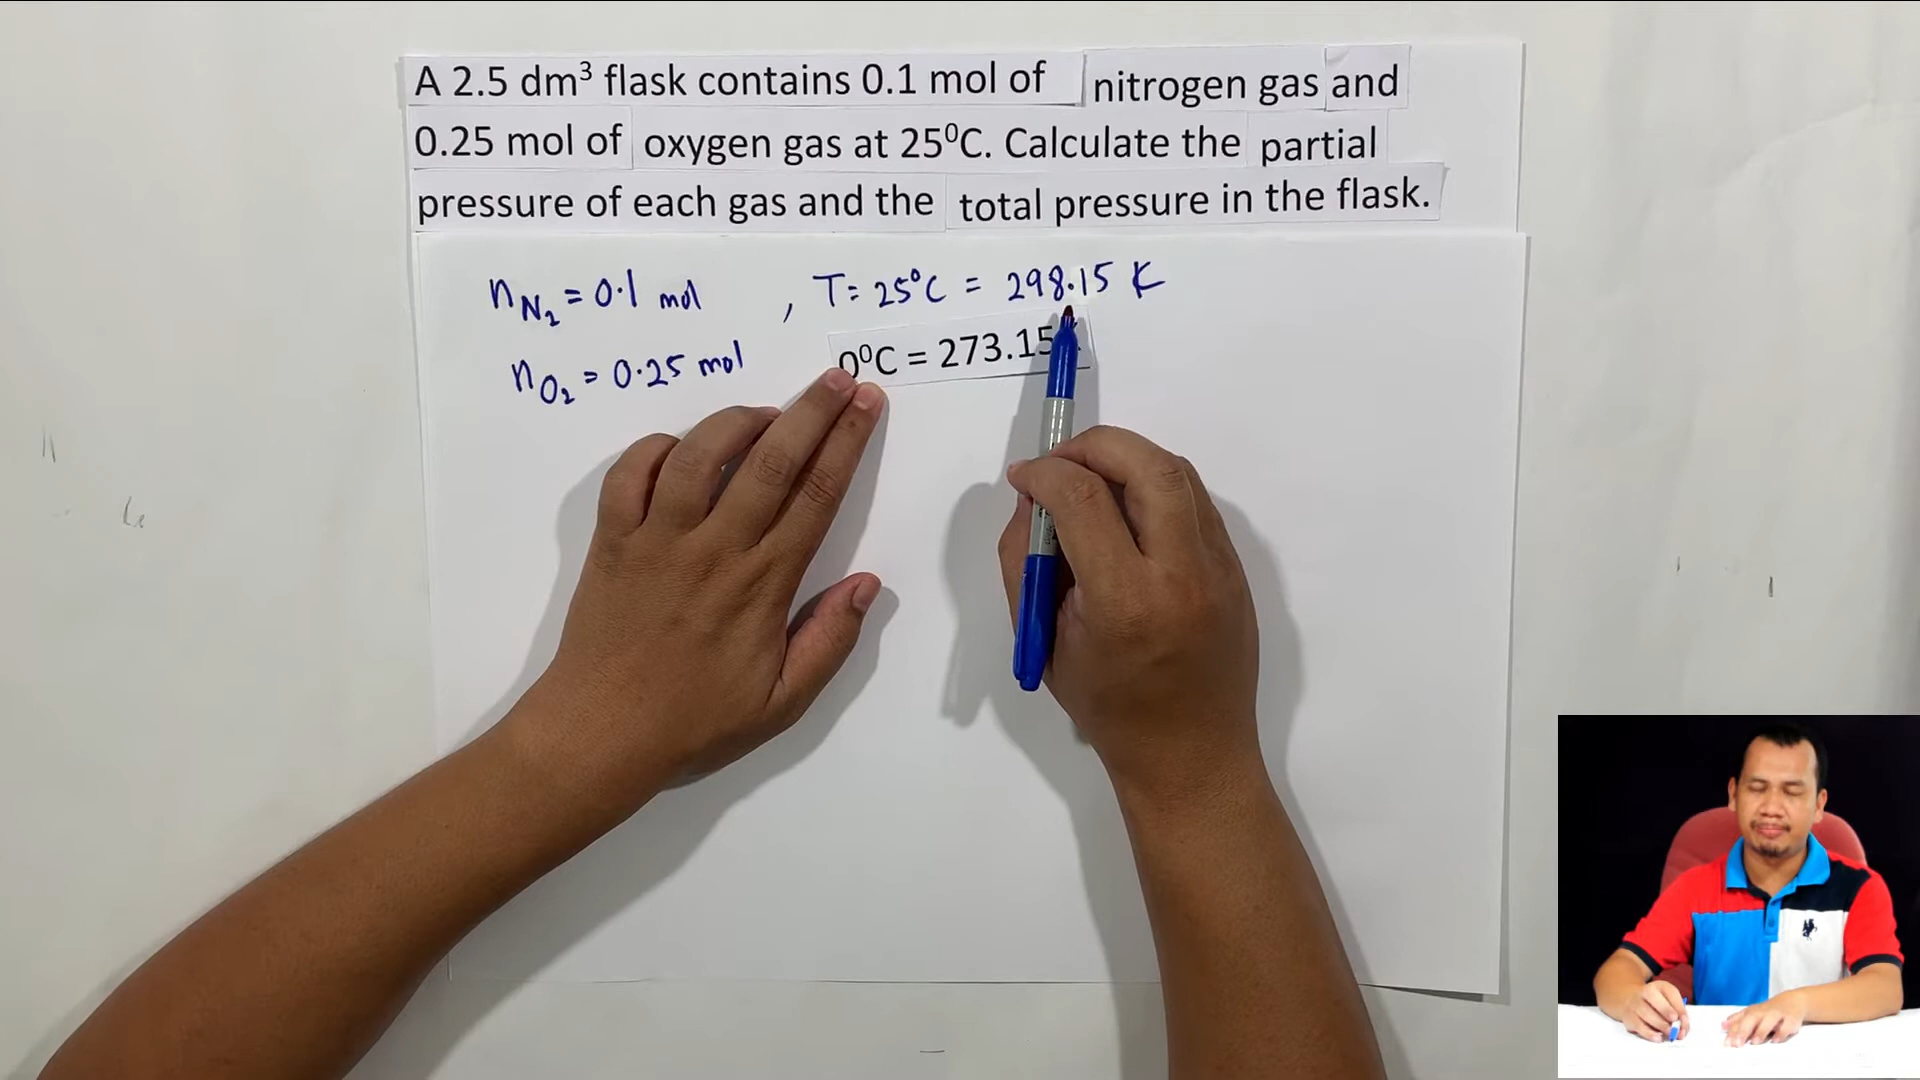 A 2.5 dm³ flask contains 0.1 mol of nitrogen gas and
0.25 mol of oxygen gas at 25⁰C. Calculate the partial
pressure of each gas and the total pressure in the flask.
n_N₂ = 0.1 mol , T = 25°C = 298.15 K
n_O₂ = 0.25 mol
0⁰C = 273.15